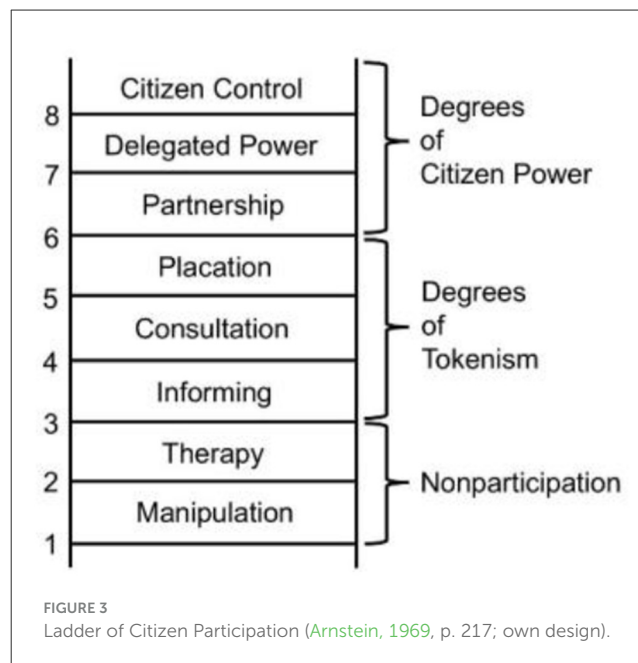 Citizen Control
8
Delegated Power
7
Partnership
6
Placation
5
Consultation
4
Informing
3
Therapy
2
Manipulation
1
Degrees
of
Citizen Power
Degrees
of
Tokenism
Nonparticipation
FIGURE 3
Ladder of Citizen Participation (Arnstein, 1969, p. 217; own design).